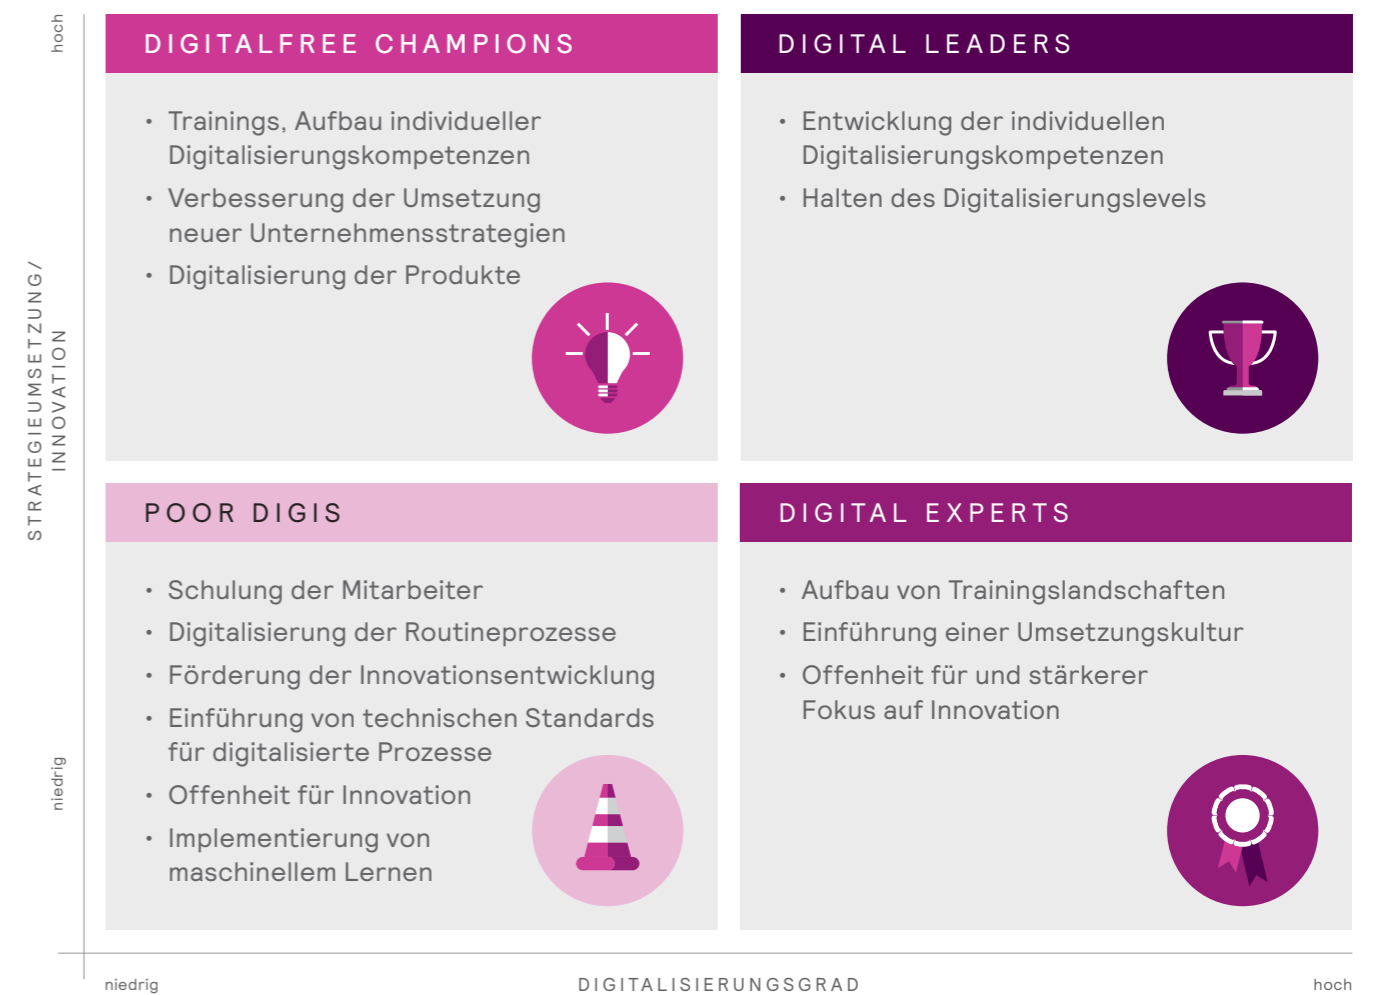 hoch
STRATEGIEUMSETZUNG/
INNOVATION
niedrig
DIGITALFREE CHAMPIONS
• Trainings, Aufbau individueller
Digitalisierungskompetenzen
• Verbesserung der Umsetzung
neuer Unternehmensstrategien
• Digitalisierung der Produkte
DIGITAL LEADERS
• Entwicklung der individuellen
Digitalisierungskompetenzen
• Halten des Digitalisierungslevels
POOR DIGIS
• Schulung der Mitarbeiter
• Digitalisierung der Routineprozesse
• Förderung der Innovationsentwicklung
• Einführung von technischen Standards
für digitalisierte Prozesse
• Offenheit für Innovation
• Implementierung von
maschinellem Lernen
DIGITAL EXPERTS
• Aufbau von Trainingslandschaften
• Einführung einer Umsetzungskultur
• Offenheit für und stärkerer
Fokus auf Innovation
niedrig
DIGITALISIERUNGSGRAD
hoch